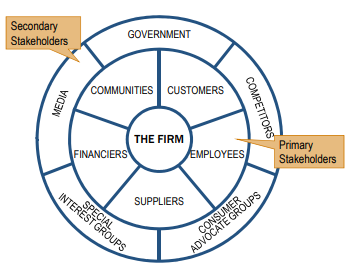 Secondary
Stakeholders
GOVERNMENT
MEDIA
COMMUNITIES
CUSTOMERS
COMPETITORS
THE FIRM
Primary
Stakeholders
FINANCIERS
EMPLOYEES
SUPPLIERS
SPECIAL
INTEREST GROUPS
CONSUMER
ADVOCATE GROUPS